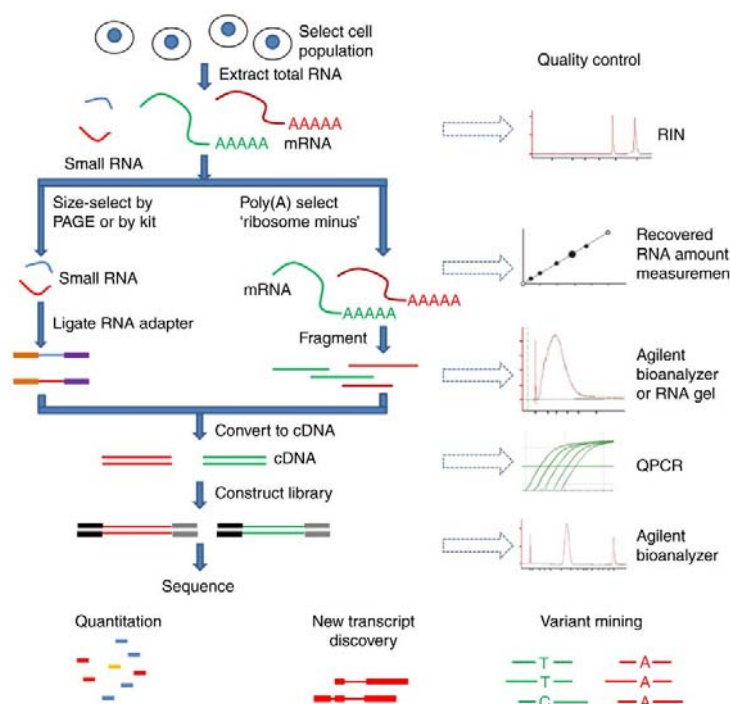 Select cell
population
Quality control
Extract total RNA
AAAAA
AAAAA
mRNA
RIN
Small RNA
Size-select by
PAGE or by kit
Poly(A) select
‘ribosome minus’
Recovered
RNA amount
measuremen
Small RNA
mRNA
AAAAA
AAAAA
Ligate RNA adapter
Fragment
Agilent
bioanalyzer
or RNA gel
Convert to cDNA
cDNA
QPCR
Construct library
Agilent
bioanalyzer
Sequence
Quantitation
New transcript
discovery
Variant mining
T
A
T
A
C
A